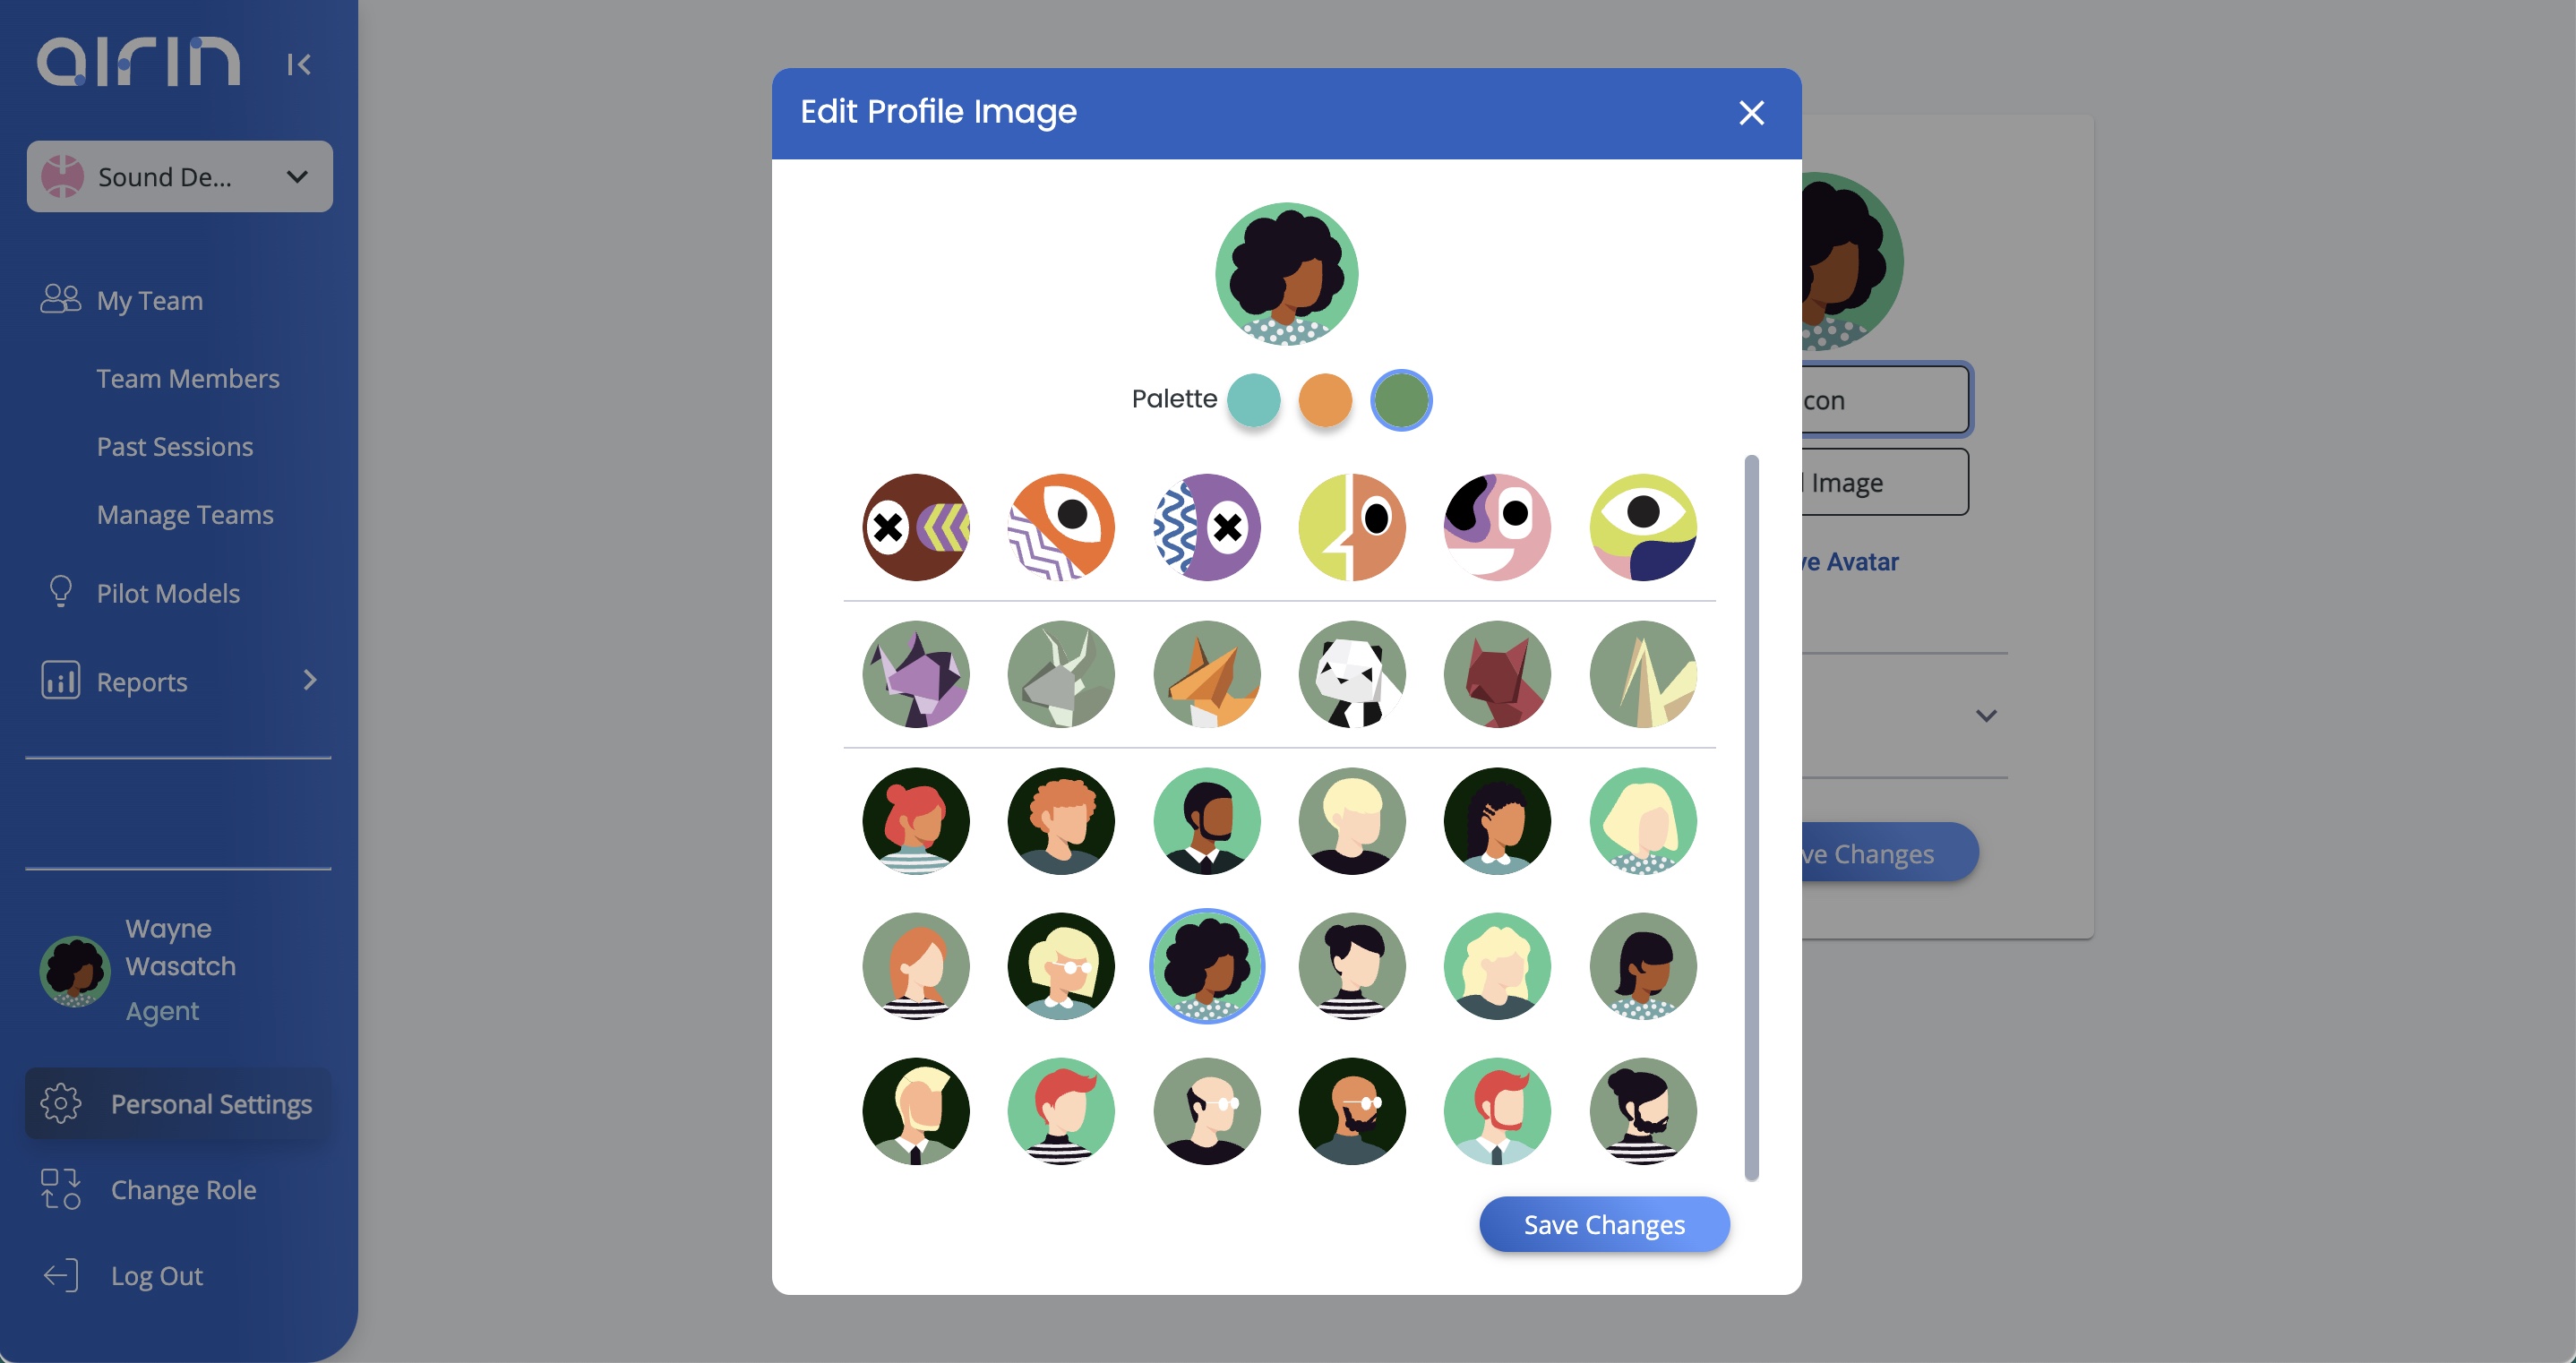 airin
Sound De...
My Team
Team Members
Past Sessions
Manage Teams
Pilot Models
Reports
Wayne
Wasatch
Agent
Personal Settings
Change Role
Log Out
Edit Profile Image
Palette
Save Changes
con
Image
ve Avatar
ve Changes